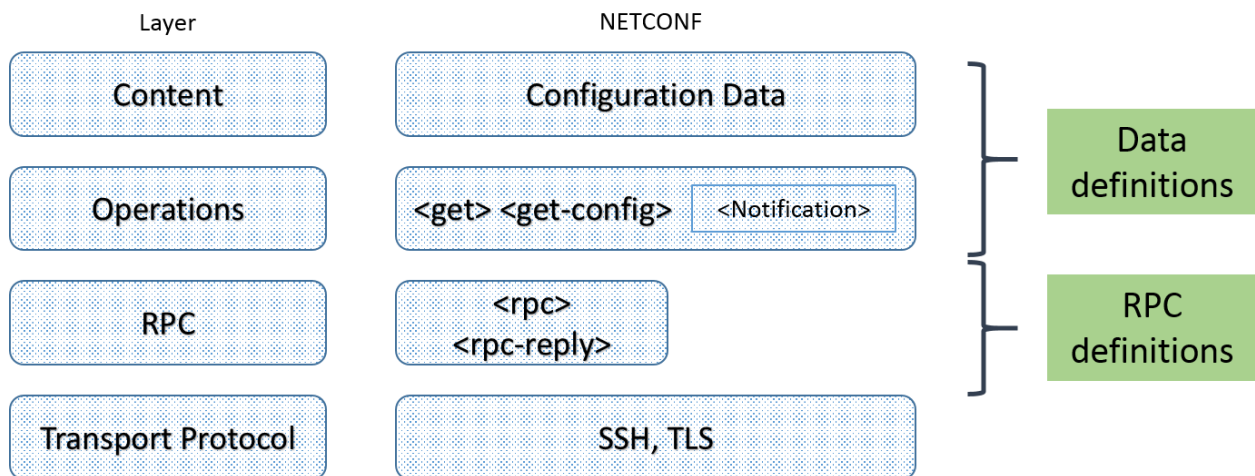 Layer
NETCONF
Content
Configuration Data
Data
definitions
Operations
<get> <get-config>
<Notification>
RPC
<rpc>
<rpc-reply>
RPC
definitions
Transport Protocol
SSH, TLS